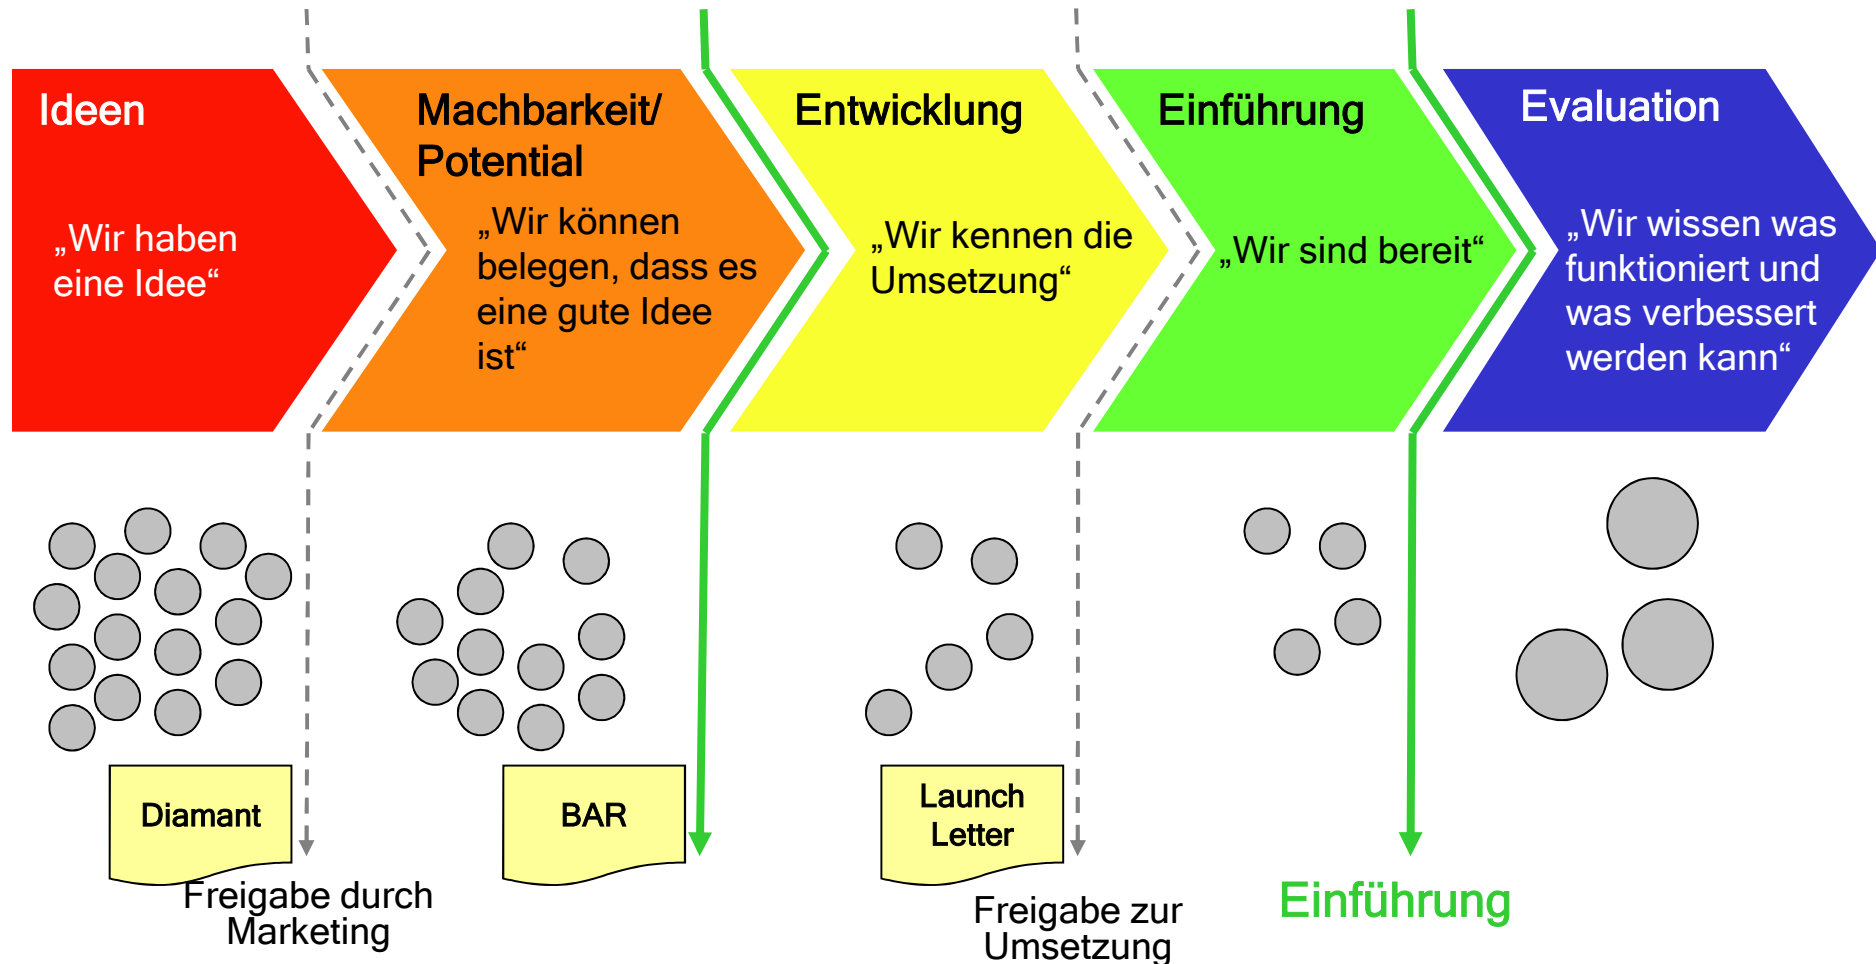 Ideen
„Wir haben
eine Idee“
Machbarkeit/
Potential
„Wir können
belegen, dass es
eine gute Idee
ist“
Entwicklung
„Wir kennen die
Umsetzung“
Einführung
„Wir sind bereit“
Evaluation
„Wir wissen was
funktioniert und
was verbessert
werden kann“
Diamant
BAR
Launch
Letter
Freigabe durch
Marketing
Freigabe zur
Umsetzung
Einführung